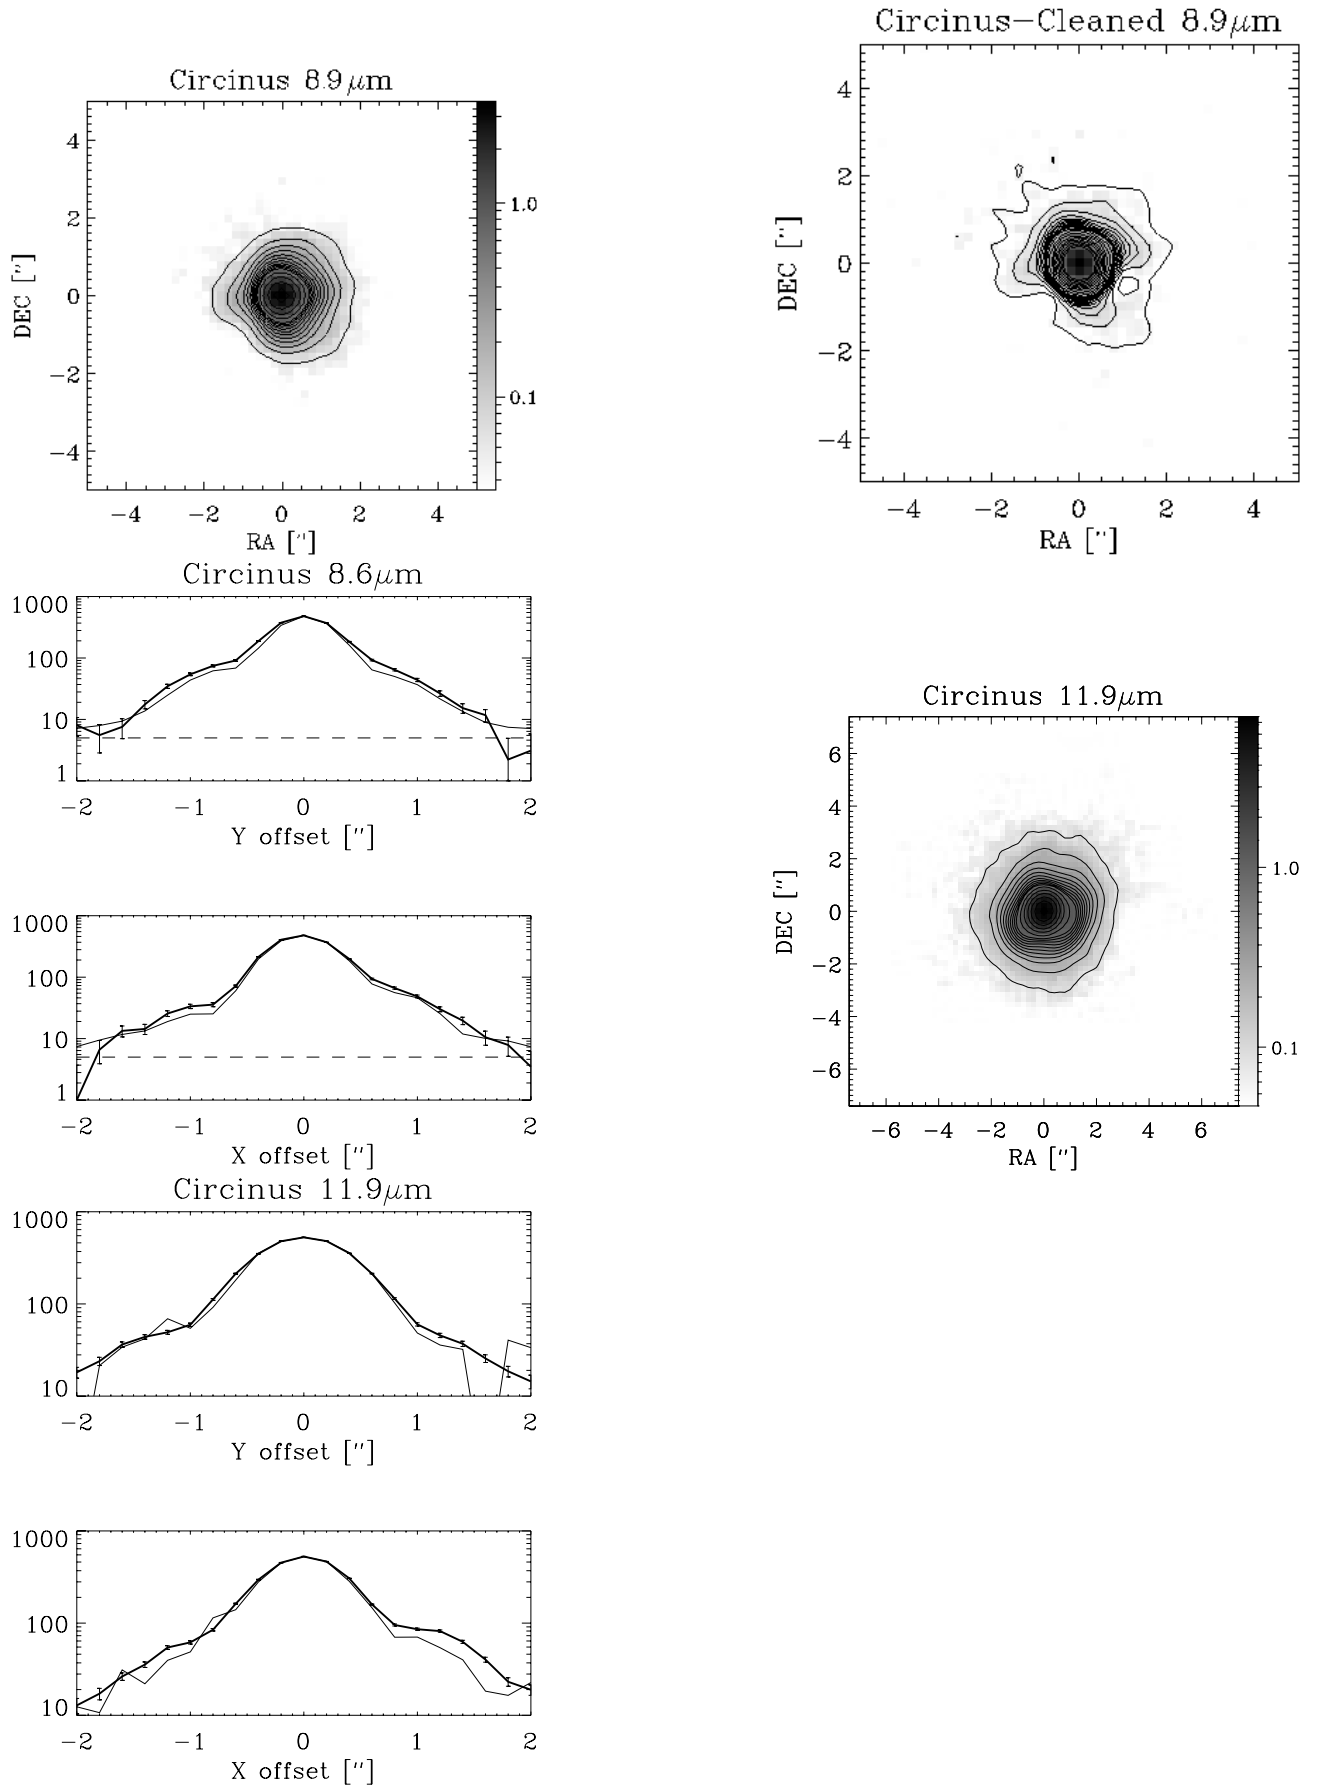 Circinus 8.9μm
4
2
0
−2
−4
DEC ["]
−4 −2 0 2 4
RA ["]
1.0
0.1
Circinus−Cleaned 8.9μm
4
2
0
−2
−4
DEC ["]
−4 −2 0 2 4
RA ["]
Circinus 8.6μm
1000
100
10
1
−2 −1 0 1 2
Y offset ["]
1000
100
10
1
−2 −1 0 1 2
X offset ["]
Circinus 11.9μm
6
4
2
0
−2
−4
−6
DEC ["]
−6 −4 −2 0 2 4 6
RA ["]
1.0
0.1
Circinus 11.9μm
1000
100
10
−2 −1 0 1 2
Y offset ["]
1000
100
10
−2 −1 0 1 2
X offset ["]